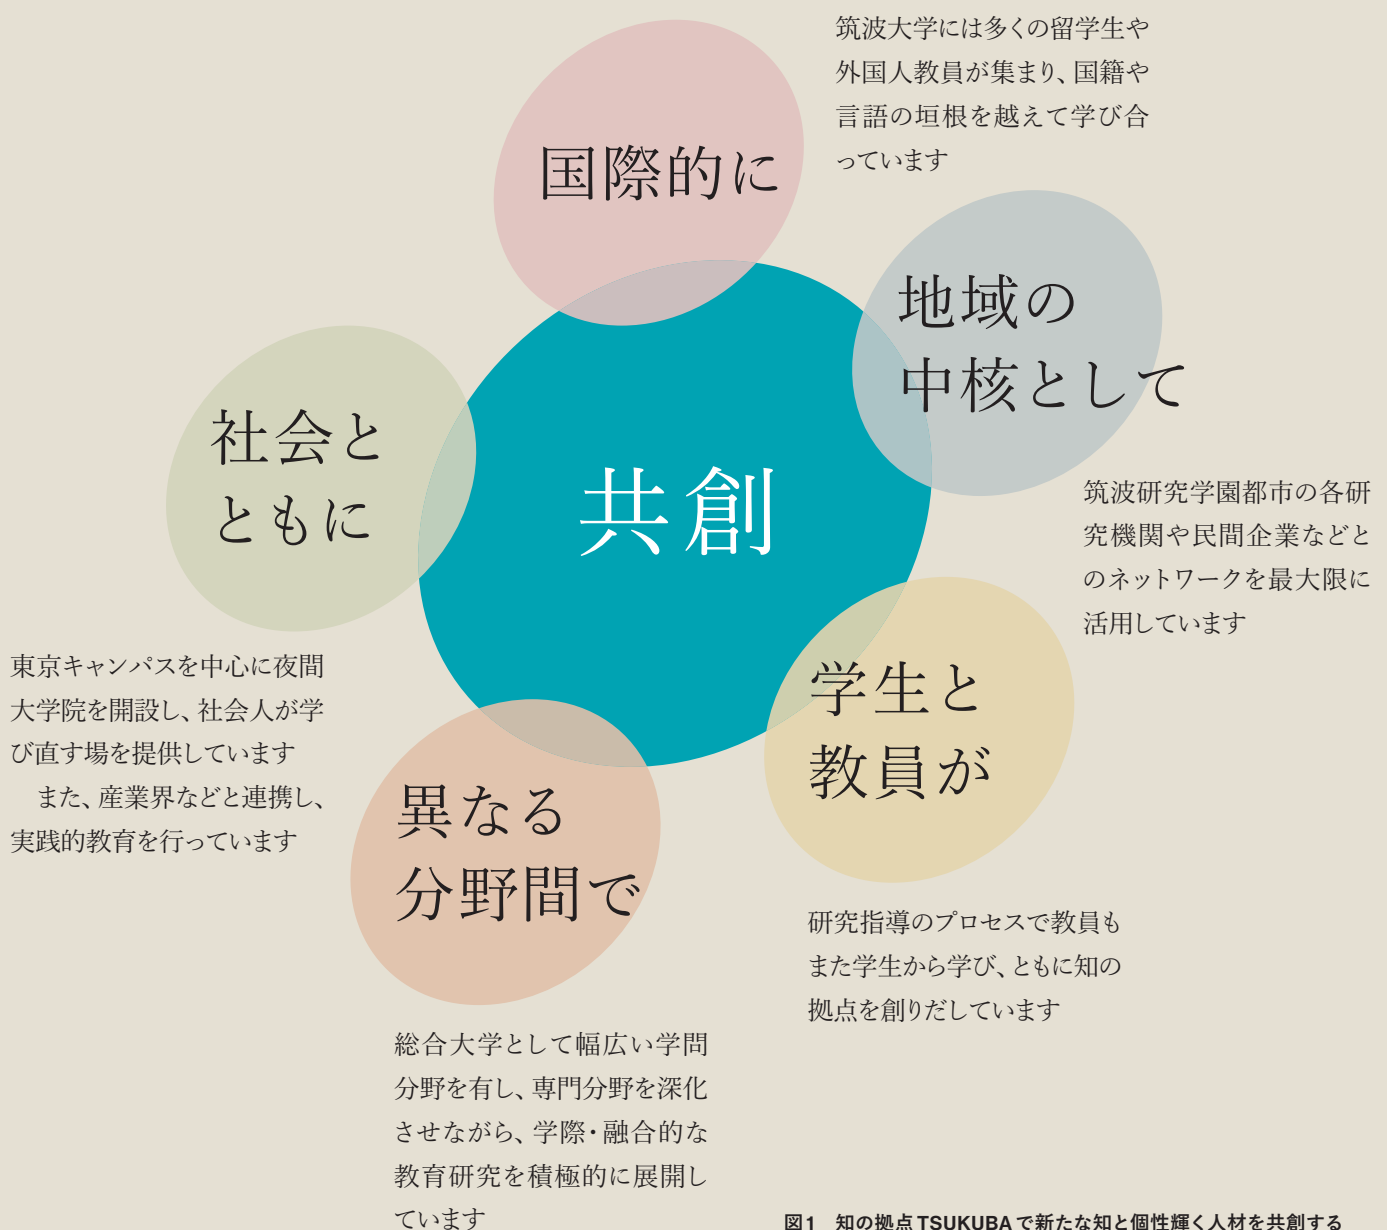 国際的に
筑波大学には多くの留学生や
外国人教員が集まり、国籍や
言語の垣根を越えて学び合
っています
地域の
中核として
筑波研究学園都市の各研
究機関や民間企業などと
のネットワークを最大限に
活用しています
共創
社会と
ともに
東京キャンパスを中心に夜間
大学院を開設し、社会人が学
び直す場を提供しています
　また、産業界などと連携し、
実践的教育を行っています
学生と
教員が
研究指導のプロセスで教員も
また学生から学び、ともに知の
拠点を創りだしています
異なる
分野間で
総合大学として幅広い学問
分野を有し、専門分野を深化
させながら、学際・融合的な
教育研究を積極的に展開し
ています
図1　知の拠点TSUKUBAで新たな知と個性輝く人材を共創する